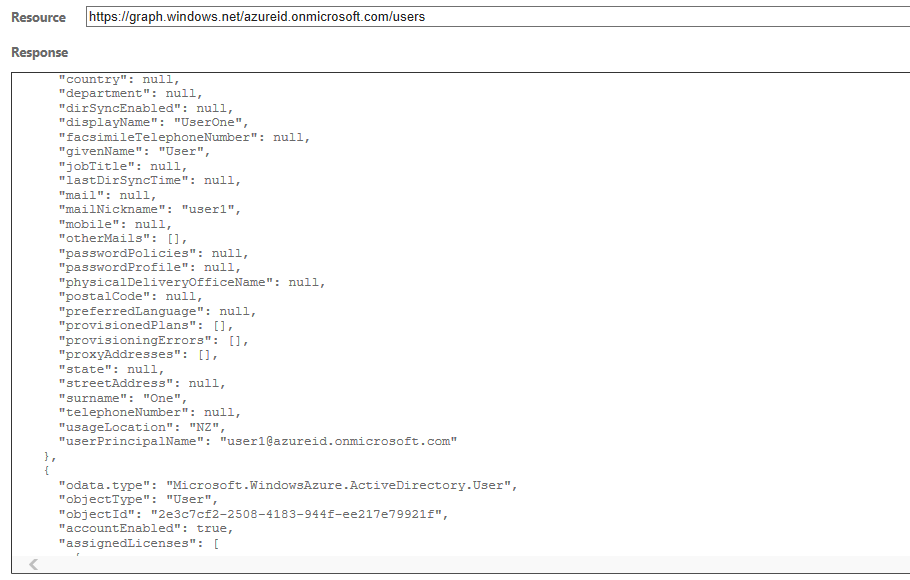 Resource https://graph.windows.net/azureid.onmicrosoft.com/users
Response
"country": null,
"department": null,
"dirSyncEnabled": null,
"displayName": "UserOne",
"facsimileTelephoneNumber": null,
"givenName": "User",
"jobTitle": null,
"lastDirSyncTime": null,
"mail": null,
"mailNickname": "user1",
"mobile": null,
"otherMails": [],
"passwordPolicies": null,
"passwordProfile": null,
"physicalDeliveryOfficeName": null,
"postalCode": null,
"preferredLanguage": null,
"provisionedPlans": [],
"provisioningErrors": [],
"proxyAddresses": [],
"state": null,
"streetAddress": null,
"surname": "One",
"telephoneNumber": null,
"usageLocation": "NZ",
"userPrincipalName": "user1@azureid.onmicrosoft.com"
},
{
"odata.type": "Microsoft.WindowsAzure.ActiveDirectory.User",
"objectType": "User",
"objectId": "2e3c7cf2-2508-4183-944f-ee217e79921f",
"accountEnabled": true,
"assignedLicenses": [